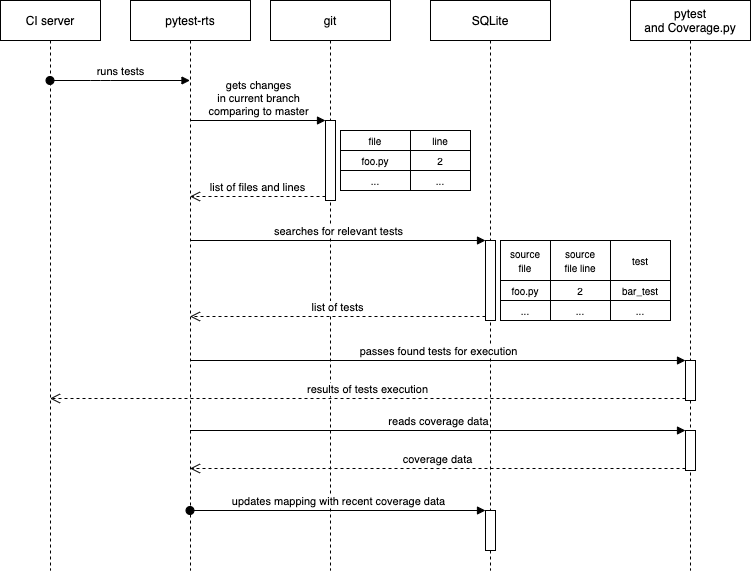 CI server
pytest-rts
git
SQLite
pytest
and Coverage.py
runs tests
gets changes
in current branch
comparing to master
file line
foo.py 2
... ...
list of files and lines
searches for relevant tests
source
file
source
file line
test
foo.py 2 bar_test
... ... ...
list of tests
passes found tests for execution
results of tests execution
reads coverage data
coverage data
updates mapping with recent coverage data